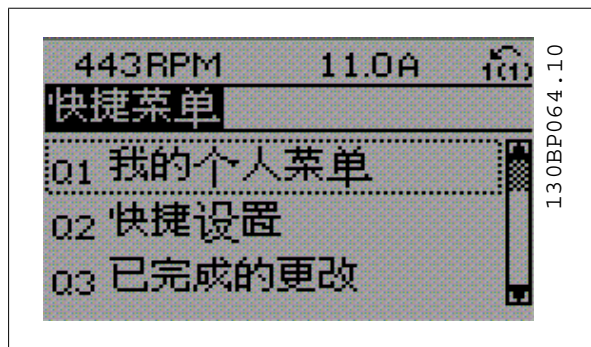 443RPM 11.0A 1(1)
快捷菜单
Q1 我的个人菜单
Q2 快捷设置
Q3 已完成的更改
130BP064.10